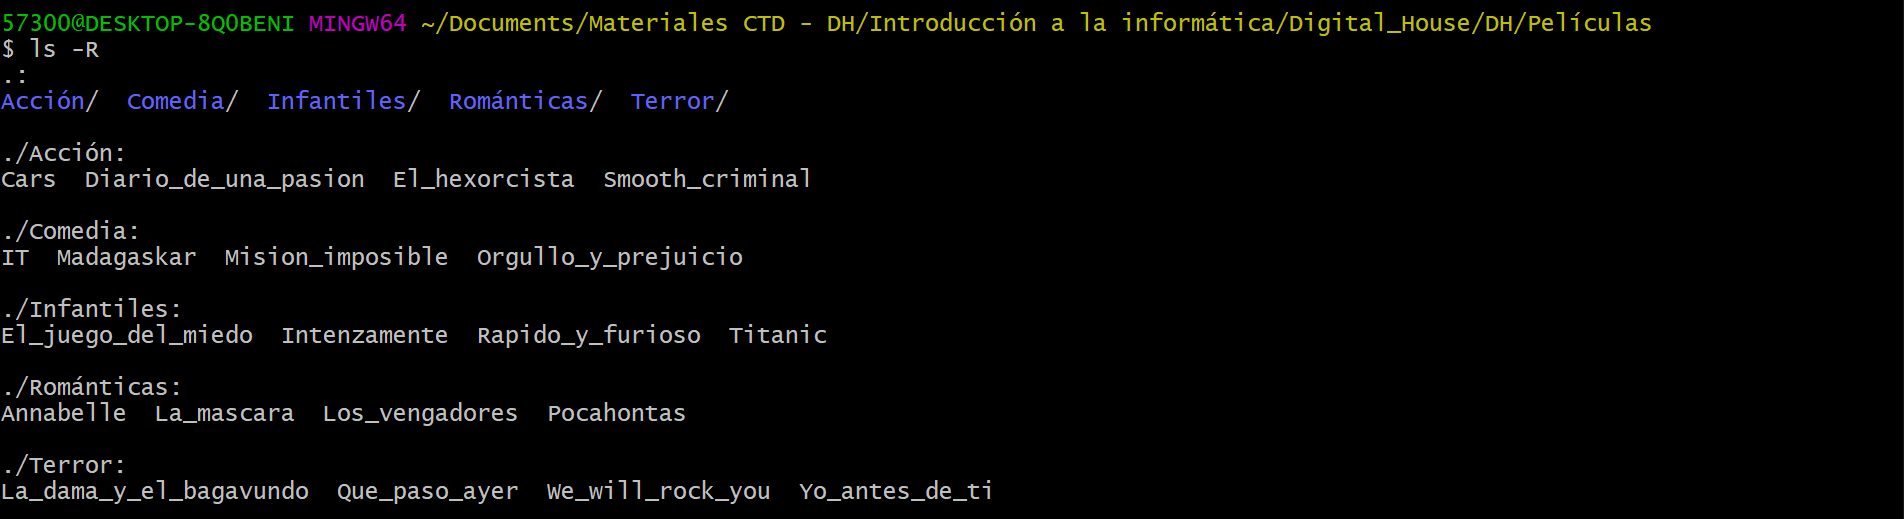 57300@DESKTOP-8Q0BENI MINGW64 ~/Documents/Materiales CTD - DH/Introducción a la informática/Digital_House/DH/Películas
$ ls -R
.:
Acción/  Comedia/  Infantiles/  Románticas/  Terror/
./Acción:
Cars  Diario_de_una_pasion  El_hexorcista  Smooth_criminal
./Comedia:
IT  Madagaskar  Mision_imposible  Orgullo_y_prejuicio
./Infantiles:
El_juego_del_miedo  Intenzamente  Rapido_y_furioso  Titanic
./Románticas:
Annabelle  La_mascara  Los_vengadores  Pocahontas
./Terror:
La_dama_y_el_bagavundo  Que_paso_ayer  We_will_rock_you  Yo_antes_de_ti